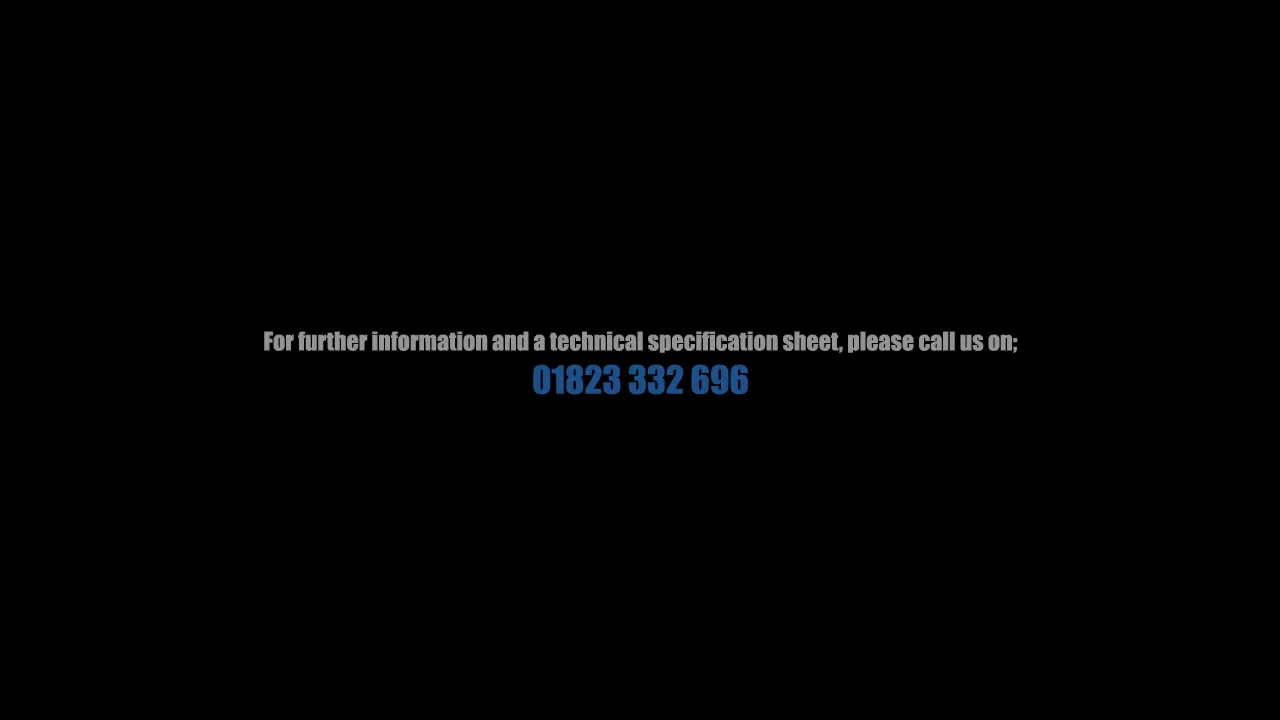 For further information and a technical specification sheet, please call us on;
01823 332 696